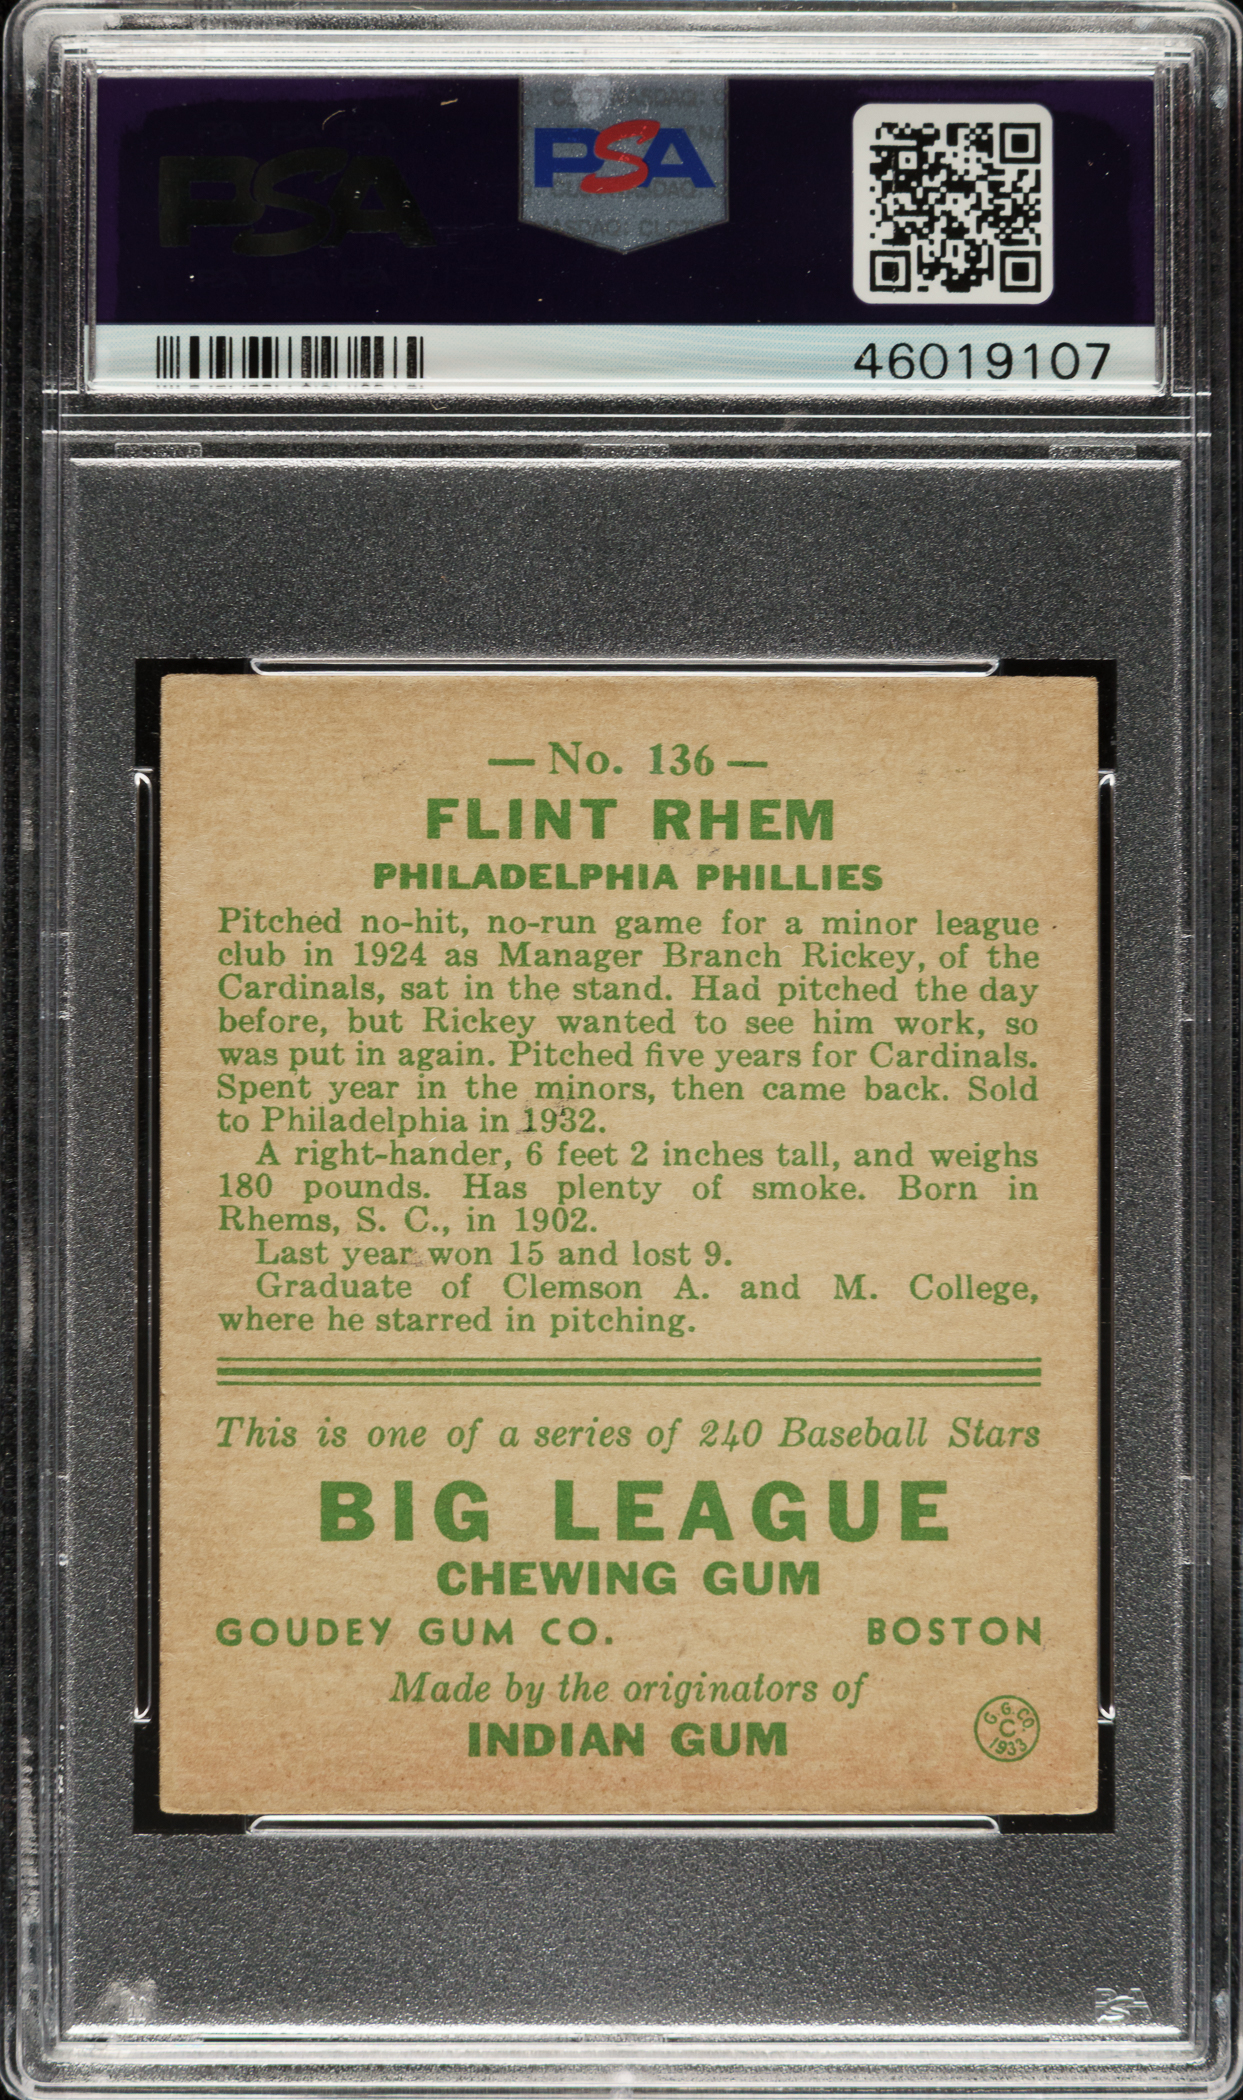 PSA
PSA
46019107
— No. 136 —
FLINT RHEM
PHILADELPHIA PHILLIES
Pitched no-hit, no-run game for a minor league
club in 1924 as Manager Branch Rickey, of the
Cardinals, sat in the stand. Had pitched the day
before, but Rickey wanted to see him work, so
was put in again. Pitched five years for Cardinals.
Spent year in the minors, then came back. Sold
to Philadelphia in 1932.
A right-hander, 6 feet 2 inches tall, and weighs
180 pounds. Has plenty of smoke. Born in
Rhems, S. C., in 1902.
Last year won 15 and lost 9.
Graduate of Clemson A. and M. College,
where he starred in pitching.
This is one of a series of 240 Baseball Stars
BIG LEAGUE
CHEWING GUM
GOUDEY GUM CO. BOSTON
Made by the originators of
INDIAN GUM
G. G. CO.
C
1933
PSA